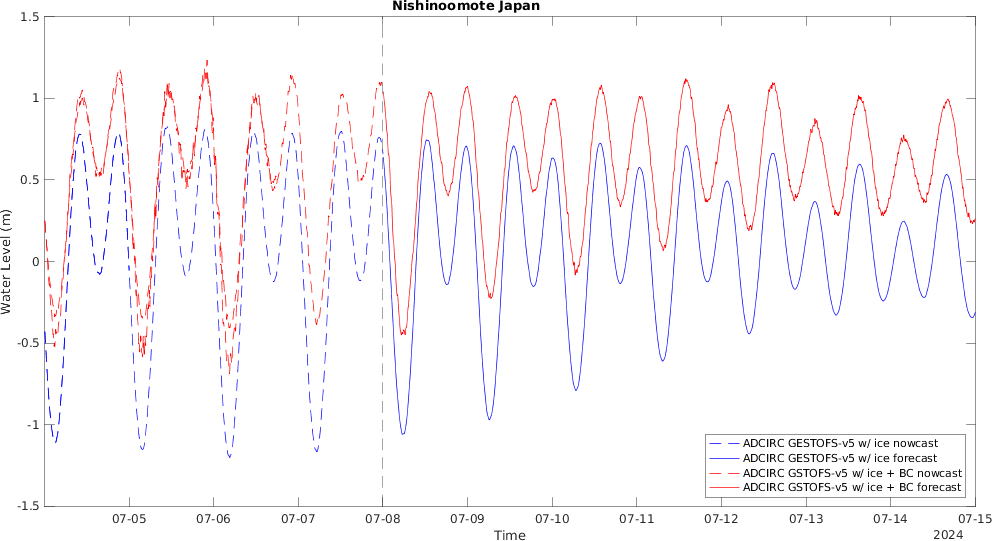 Nishinoomote Japan
1.5
1
0.5
0
-0.5
-1
-1.5
Water Level (m)
07-05 07-06 07-07 07-08 07-09 07-10 07-11 07-12 07-13 07-14 07-15
Time
2024
ADCIRC GESTOFS-v5 w/ ice nowcast
ADCIRC GESTOFS-v5 w/ ice forecast
ADCIRC GSTOFS-v5 w/ ice + BC nowcast
ADCIRC GSTOFS-v5 w/ ice + BC forecast